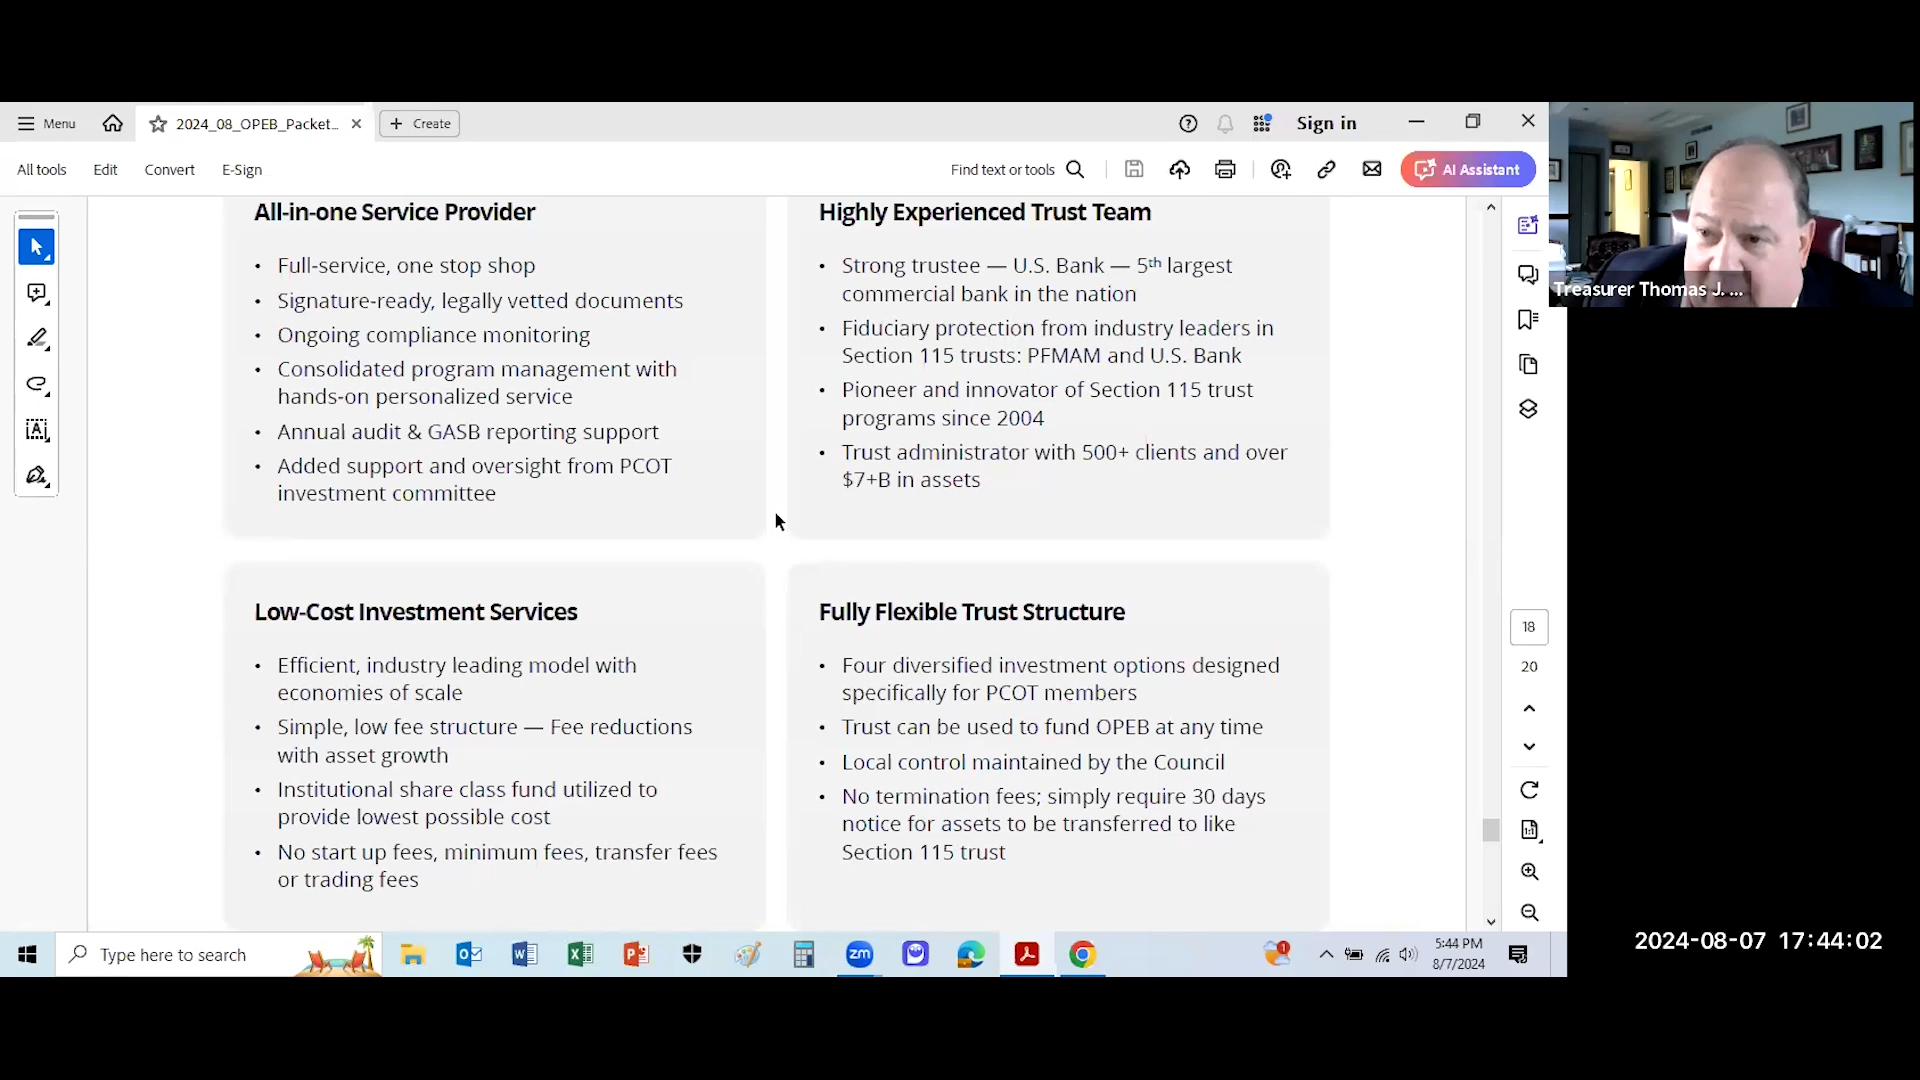 Menu
2024_08_OPEB_Packet...
Create
Sign in
All tools
Edit
Convert
E-Sign
Find text or tools
AI Assistant
All-in-one Service Provider
• Full-service, one stop shop
• Signature-ready, legally vetted documents
• Ongoing compliance monitoring
• Consolidated program management with
hands-on personalized service
• Annual audit & GASB reporting support
• Added support and oversight from PCOT
investment committee
Highly Experienced Trust Team
• Strong trustee — U.S. Bank — 5th largest
commercial bank in the nation
• Fiduciary protection from industry leaders in
Section 115 trusts: PFMAM and U.S. Bank
• Pioneer and innovator of Section 115 trust
programs since 2004
• Trust administrator with 500+ clients and over
$7+B in assets
Low-Cost Investment Services
• Efficient, industry leading model with
economies of scale
• Simple, low fee structure — Fee reductions
with asset growth
• Institutional share class fund utilized to
provide lowest possible cost
• No start up fees, minimum fees, transfer fees
or trading fees
Fully Flexible Trust Structure
• Four diversified investment options designed
specifically for PCOT members
• Trust can be used to fund OPEB at any time
• Local control maintained by the Council
• No termination fees; simply require 30 days
notice for assets to be transferred to like
Section 115 trust
18
20
1:1
Treasurer Thomas J. ...
Type here to search
zm
1
5:44 PM
8/7/2024
2024-08-07 17:44:02